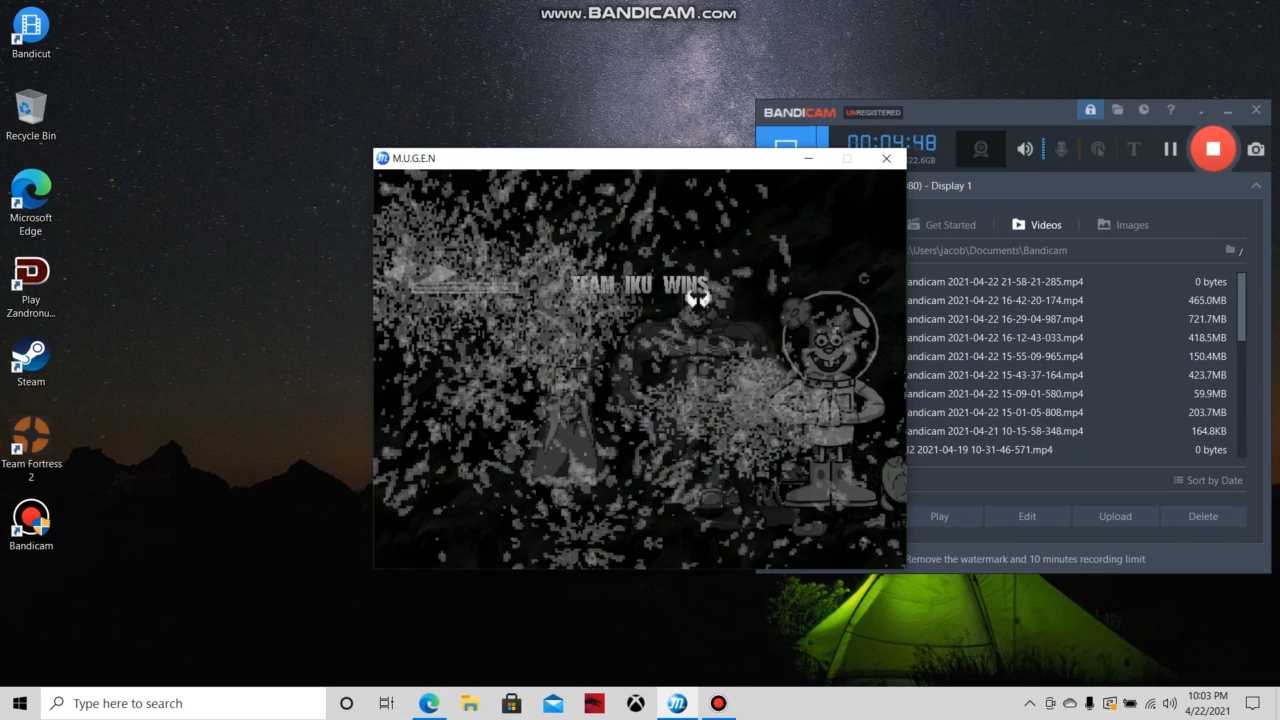 www.BANDICAM.com
Bandicut
Recycle Bin
Microsoft
Edge
Play
Zandronu...
Steam
Team Fortress
2
Bandicam
BANDICAM UNREGISTERED
00:04:48
22.6GB
80) - Display 1
Get Started
Videos
Images
\Users\jacob\Documents\Bandicam
andicam 2021-04-22 21-58-21-285.mp4 0 bytes
andicam 2021-04-22 16-42-20-174.mp4 465.0MB
andicam 2021-04-22 16-29-04-987.mp4 721.7MB
andicam 2021-04-22 16-12-43-033.mp4 418.5MB
andicam 2021-04-22 15-55-09-965.mp4 150.4MB
andicam 2021-04-22 15-43-37-164.mp4 423.7MB
andicam 2021-04-22 15-09-01-580.mp4 59.9MB
andicam 2021-04-22 15-01-05-808.mp4 203.7MB
andicam 2021-04-21 10-15-58-348.mp4 164.8KB
2021-04-19 10-31-46-571.mp4 0 bytes
Sort by Date
Play Edit Upload Delete
Remove the watermark and 10 minutes recording limit
M.U.G.E.N
TEAM IKU WINS
Type here to search
10:03 PM
4/22/2021